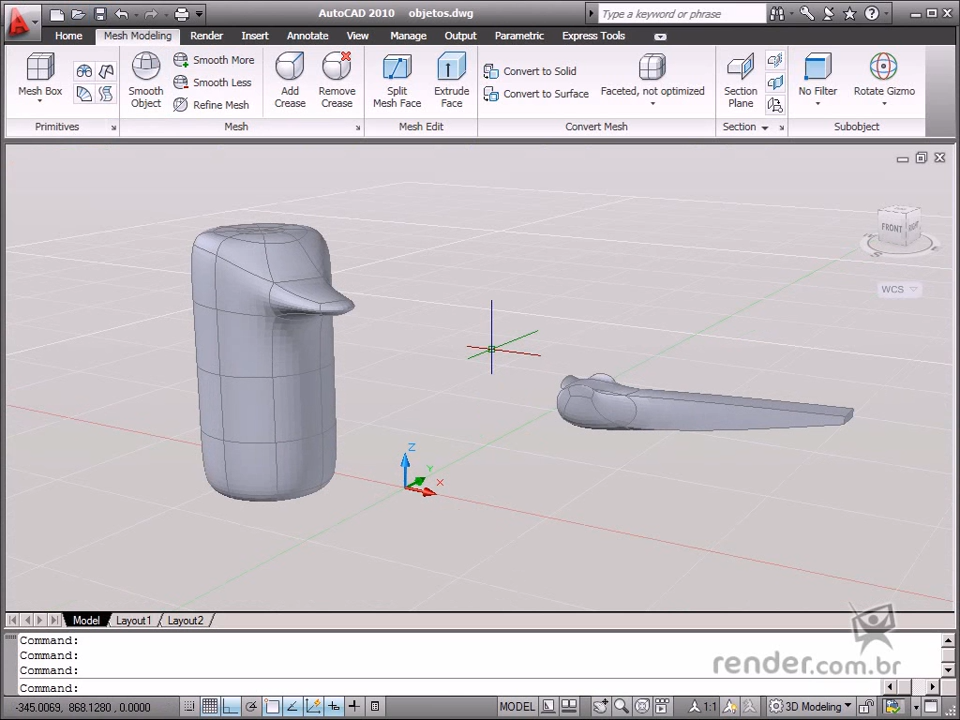 AutoCAD 2010 objetos.dwg
Type a keyword or phrase
Home Mesh Modeling Render Insert Annotate View Manage Output Parametric Express Tools
Mesh Box
Smooth Object
Smooth More
Smooth Less
Refine Mesh
Add Crease
Remove Crease
Split Mesh Face
Extrude Face
Convert to Solid
Convert to Surface
Faceted, not optimized
Section Plane
No Filter
Rotate Gizmo
Primitives Mesh Mesh Edit Convert Mesh Section Subobject
FRONT
WCS
Z
Y
X
Model Layout1 Layout2
Command:
Command:
Command:
Command:
render.com.br
-345.0069, 868.1280, 0.0000 MODEL 1:1 3D Modeling